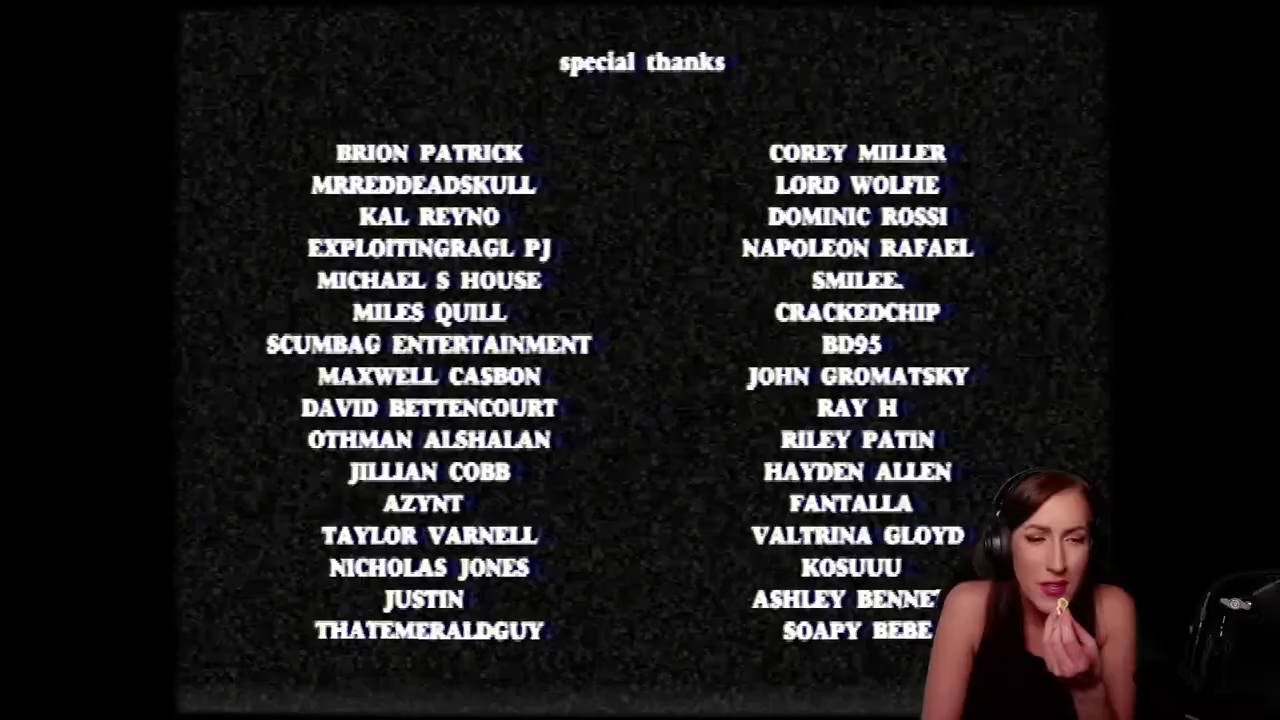 special thanks
BRION PATRICK
MRREDDEADSKULL
KAL REYNO
EXPLOITINGRAGL PJ
MICHAEL S HOUSE
MILES QUILL
SCUMBAG ENTERTAINMENT
MAXWELL CASBON
DAVID BETTENCOURT
OTHMAN ALSHALAN
JILLIAN COBB
AZYNT
TAYLOR VARNELL
NICHOLAS JONES
JUSTIN
THATEMERALDGUY
COREY MILLER
LORD WOLFIE
DOMINIC ROSSI
NAPOLEON RAFAEL
SMILEE.
CRACKEDCHIP
BD95
JOHN GROMATSKY
RAY H
RILEY PATIN
HAYDEN ALLEN
FANTALLA
VALTRINA GLOYD
KOSUUU
ASHLEY
SOAPY BEBE